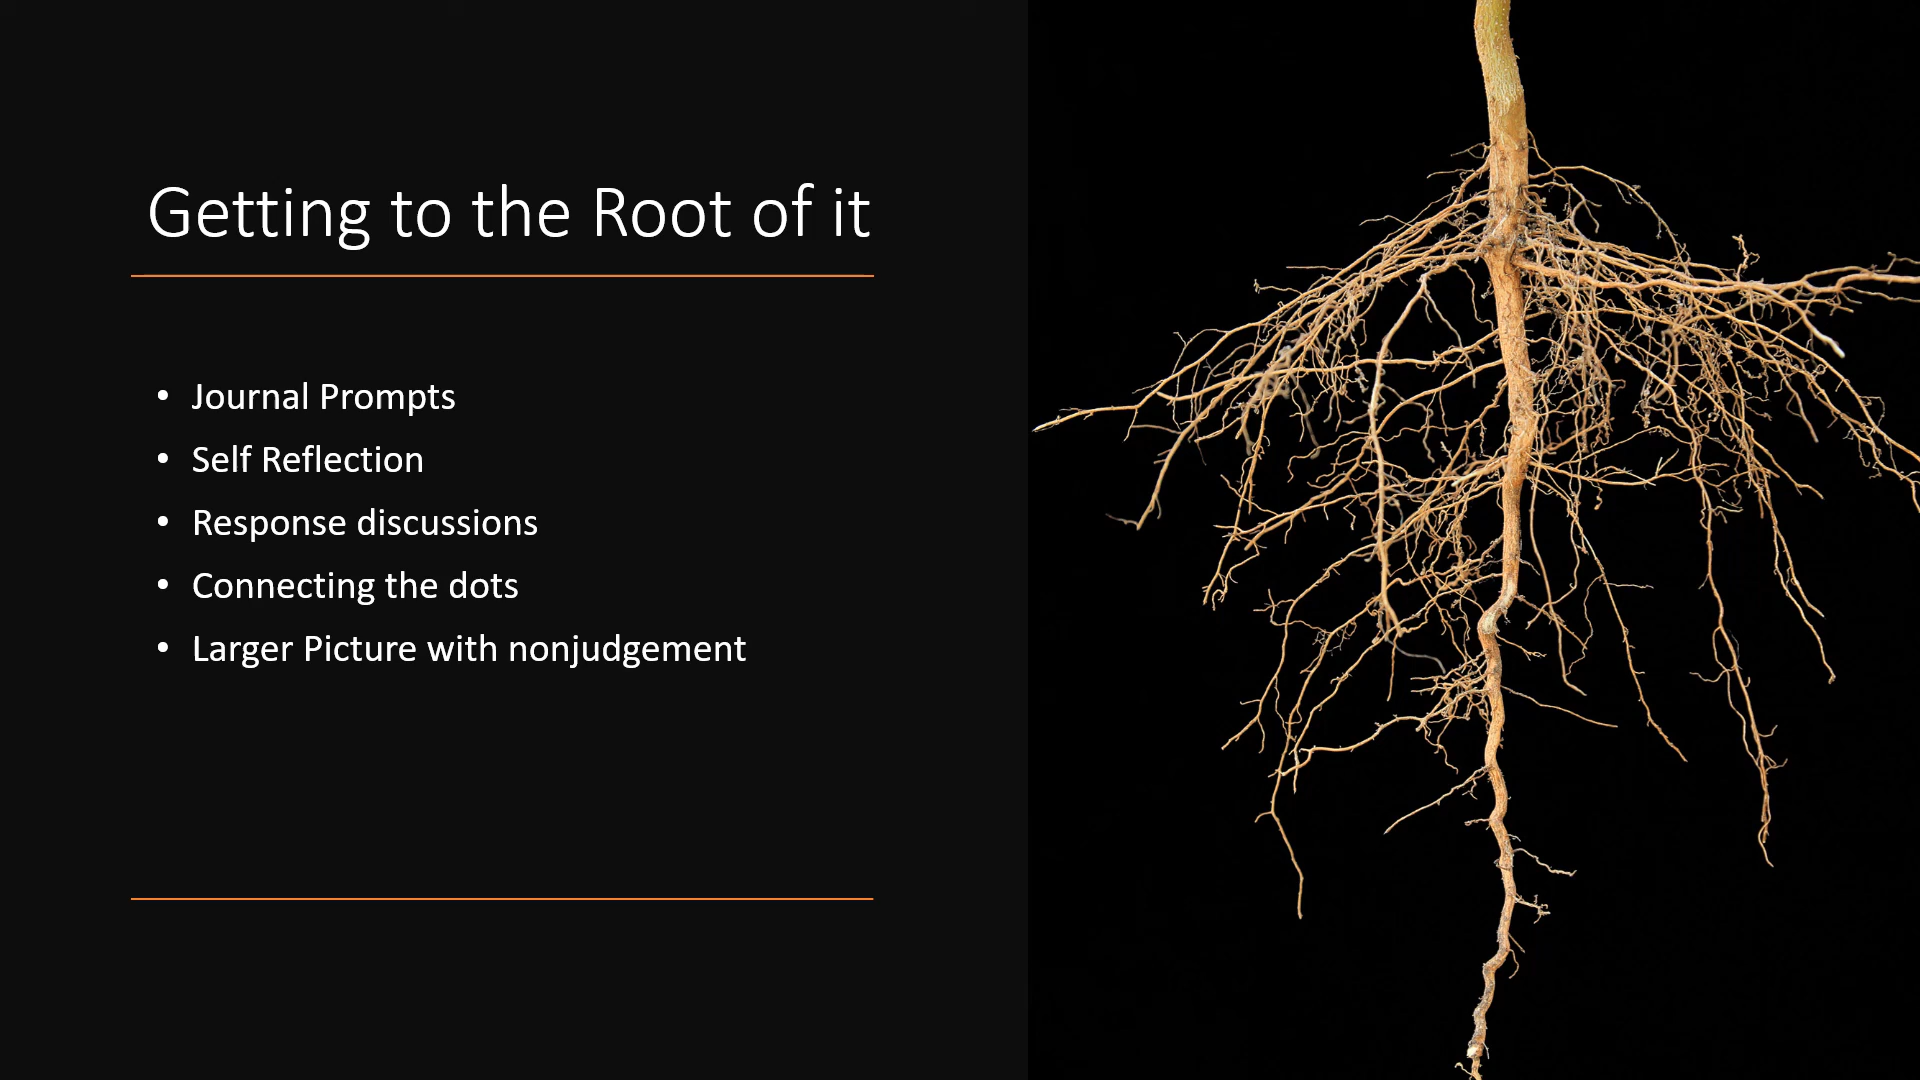 Getting to the Root of it
• Journal Prompts
• Self Reflection
• Response discussions
• Connecting the dots
• Larger Picture with nonjudgement